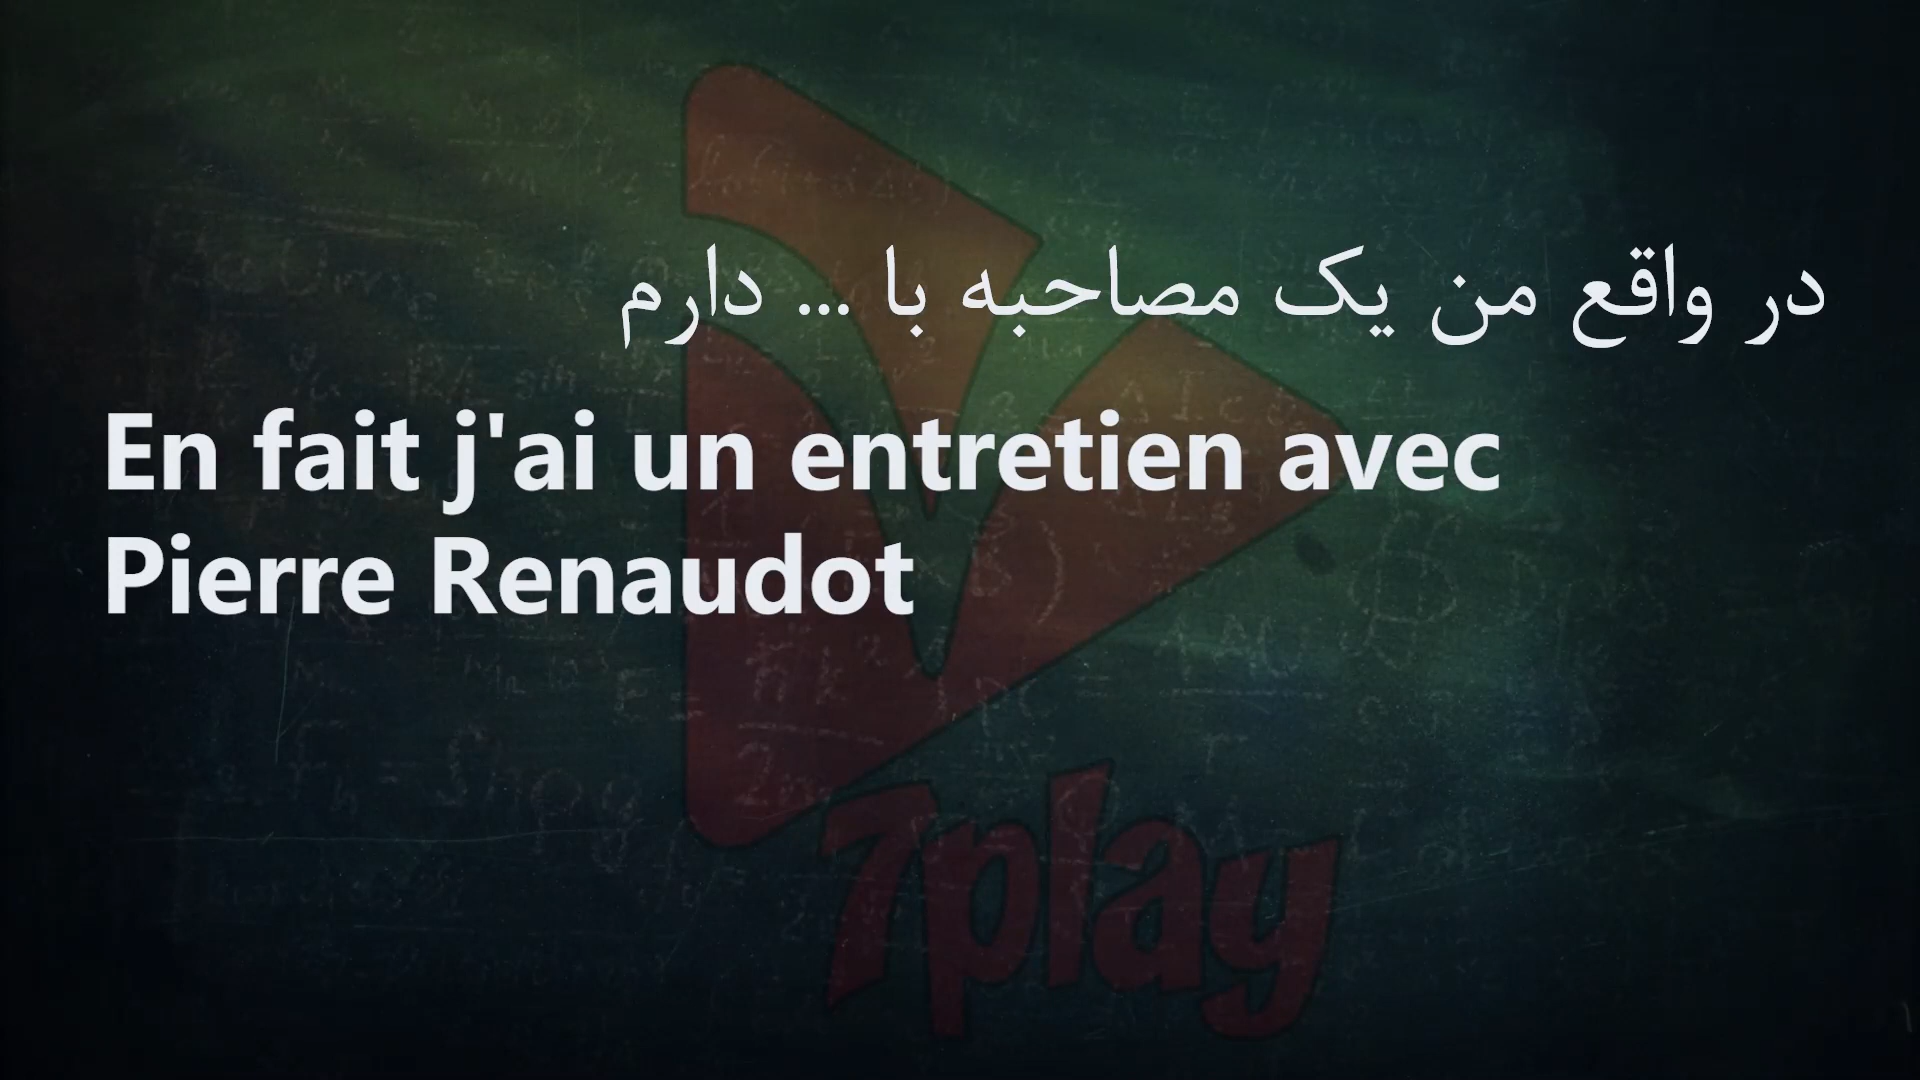 در واقع من یک مصاحبه با ... دارم
En fait j'ai un entretien avec
Pierre Renaudot
7play